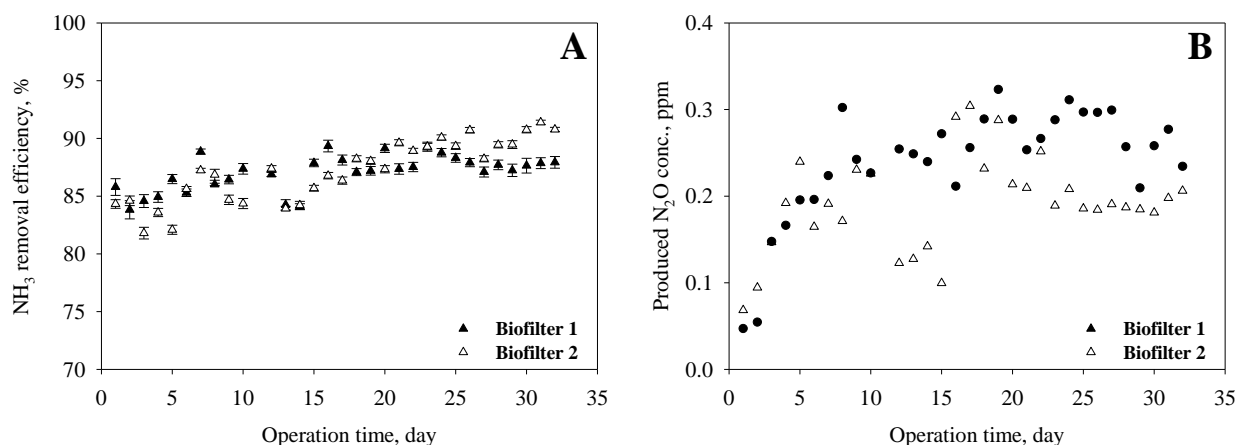 A
NH3 removal efficiency, %
100
95
90
85
80
75
70
Biofilter 1
Biofilter 2
0 5 10 15 20 25 30 35
Operation time, day
B
Produced N2O conc., ppm
0.4
0.3
0.2
0.1
0.0
Biofilter 1
Biofilter 2
0 5 10 15 20 25 30 35
Operation time, day